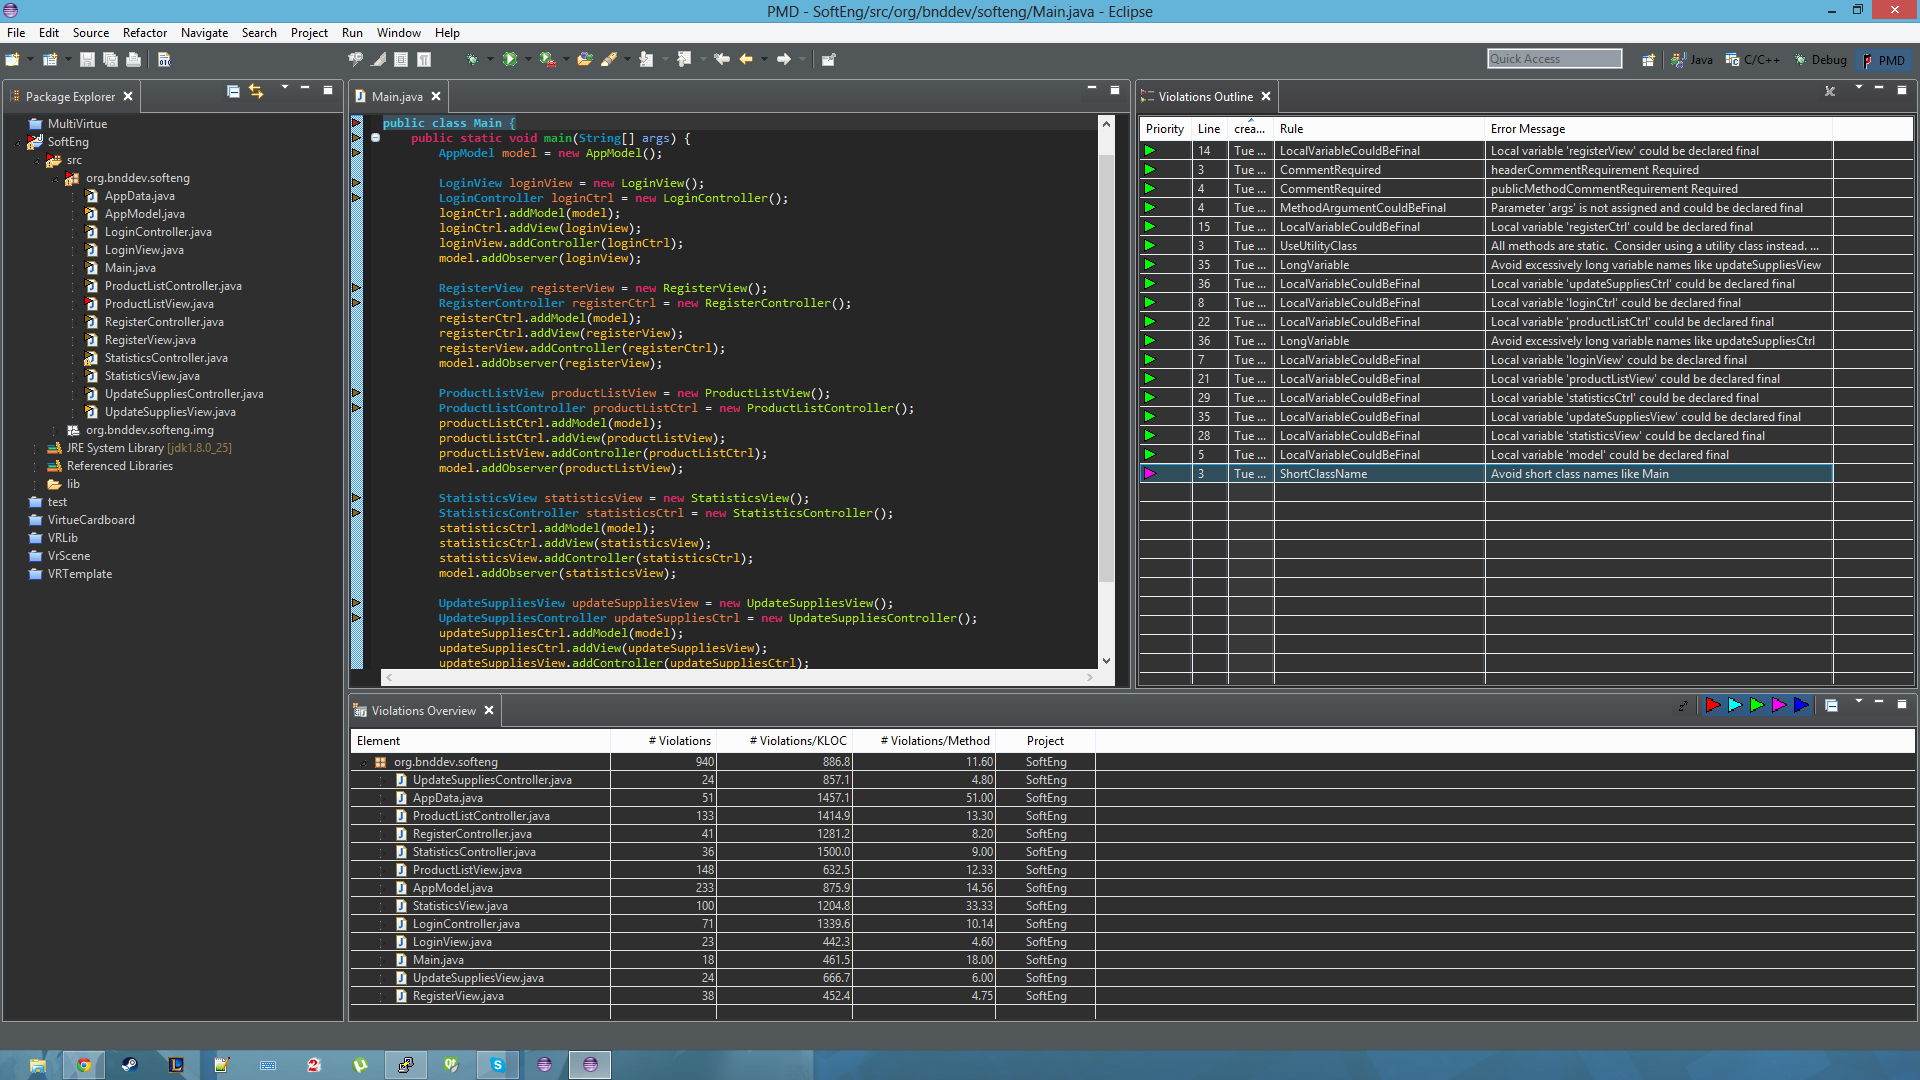 PMD - SoftEng/src/org/bnddev/softeng/Main.java - Eclipse
File Edit Source Refactor Navigate Search Project Run Window Help
Quick Access
Java C/C++ Debug PMD
Package Explorer
MultiVirtue
SoftEng
src
org.bnddev.softeng
AppData.java
AppModel.java
LoginController.java
LoginView.java
Main.java
ProductListController.java
ProductListView.java
RegisterController.java
RegisterView.java
StatisticsController.java
StatisticsView.java
UpdateSuppliesController.java
UpdateSuppliesView.java
org.bnddev.softeng.img
JRE System Library [jdk1.8.0_25]
Referenced Libraries
lib
test
VirtueCardboard
VRLib
VrScene
VRTemplate
Main.java
public class Main {
public static void main(String[] args) {
AppModel model = new AppModel();
LoginView loginView = new LoginView();
LoginController loginCtrl = new LoginController();
loginCtrl.addModel(model);
loginCtrl.addView(loginView);
loginView.addController(loginCtrl);
model.addObserver(loginView);
RegisterView registerView = new RegisterView();
RegisterController registerCtrl = new RegisterController();
registerCtrl.addModel(model);
registerCtrl.addView(registerView);
registerView.addController(registerCtrl);
model.addObserver(registerView);
ProductListView productListView = new ProductListView();
ProductListController productListCtrl = new ProductListController();
productListCtrl.addModel(model);
productListCtrl.addView(productListView);
productListView.addController(productListCtrl);
model.addObserver(productListView);
StatisticsView statisticsView = new StatisticsView();
StatisticsController statisticsCtrl = new StatisticsController();
statisticsCtrl.addModel(model);
statisticsCtrl.addView(statisticsView);
statisticsView.addController(statisticsCtrl);
model.addObserver(statisticsView);
UpdateSuppliesView updateSuppliesView = new UpdateSuppliesView();
UpdateSuppliesController updateSuppliesCtrl = new UpdateSuppliesController();
updateSuppliesCtrl.addModel(model);
updateSuppliesCtrl.addView(updateSuppliesView);
updateSuppliesView.addController(updateSuppliesCtrl);
Violations Outline
Priority Line crea... Rule Error Message
14 Tue ... LocalVariableCouldBeFinal Local variable 'registerView' could be declared final
3 Tue ... CommentRequired headerCommentRequirement Required
4 Tue ... CommentRequired publicMethodCommentRequirement Required
4 Tue ... MethodArgumentCouldBeFinal Parameter 'args' is not assigned and could be declared final
15 Tue ... LocalVariableCouldBeFinal Local variable 'registerCtrl' could be declared final
3 Tue ... UseUtilityClass All methods are static. Consider using a utility class instead. ...
35 Tue ... LongVariable Avoid excessively long variable names like updateSuppliesView
36 Tue ... LocalVariableCouldBeFinal Local variable 'updateSuppliesCtrl' could be declared final
8 Tue ... LocalVariableCouldBeFinal Local variable 'loginCtrl' could be declared final
22 Tue ... LocalVariableCouldBeFinal Local variable 'productListCtrl' could be declared final
36 Tue ... LongVariable Avoid excessively long variable names like updateSuppliesCtrl
7 Tue ... LocalVariableCouldBeFinal Local variable 'loginView' could be declared final
21 Tue ... LocalVariableCouldBeFinal Local variable 'productListView' could be declared final
29 Tue ... LocalVariableCouldBeFinal Local variable 'statisticsCtrl' could be declared final
35 Tue ... LocalVariableCouldBeFinal Local variable 'updateSuppliesView' could be declared final
28 Tue ... LocalVariableCouldBeFinal Local variable 'statisticsView' could be declared final
5 Tue ... LocalVariableCouldBeFinal Local variable 'model' could be declared final
3 Tue ... ShortClassName Avoid short class names like Main
Violations Overview
Element # Violations # Violations/KLOC # Violations/Method Project
org.bnddev.softeng 940 886.8 11.60 SoftEng
UpdateSuppliesController.java 24 857.1 4.80 SoftEng
AppData.java 51 1457.1 51.00 SoftEng
ProductListController.java 133 1414.9 13.30 SoftEng
RegisterController.java 41 1281.2 8.20 SoftEng
StatisticsController.java 36 1500.0 9.00 SoftEng
ProductListView.java 148 632.5 12.33 SoftEng
AppModel.java 233 875.9 14.56 SoftEng
StatisticsView.java 100 1204.8 33.33 SoftEng
LoginController.java 71 1339.6 10.14 SoftEng
LoginView.java 23 442.3 4.60 SoftEng
Main.java 18 461.5 18.00 SoftEng
UpdateSuppliesView.java 24 666.7 6.00 SoftEng
RegisterView.java 38 452.4 4.75 SoftEng